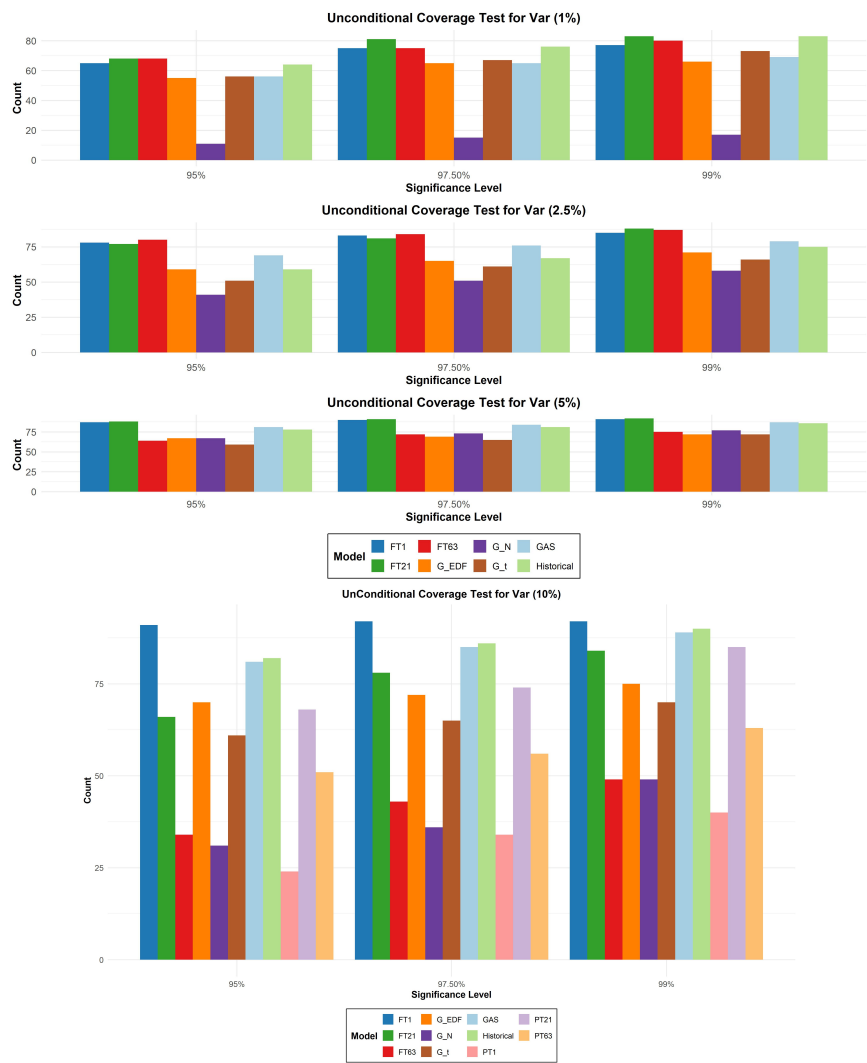 Unconditional Coverage Test for Var (1%)
80
60
40
20
0
Count
95%
97.50%
99%
Significance Level
Unconditional Coverage Test for Var (2.5%)
75
50
25
0
Count
95%
97.50%
99%
Significance Level
Unconditional Coverage Test for Var (5%)
75
50
25
0
Count
95%
97.50%
99%
Significance Level
Model
FT1
FT63
G_N
GAS
FT21
G_EDF
G_t
Historical
UnConditional Coverage Test for Var (10%)
75
50
25
0
Count
95%
97.50%
99%
Significance Level
Model
FT1
G_EDF
GAS
PT21
FT21
G_N
Historical
PT63
FT63
G_t
PT1